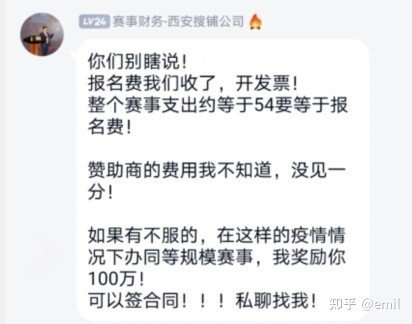 LV24 赛事财务-西安搜铺公司
你们别瞎说！
报名费我们收了，开发票！
整个赛事支出约等于54要等于报
名费！
赞助商的费用我不知道，没见一
分！
如果有不服的，在这样的疫情情
况下办同等规模赛事，我奖励你
100万！
可以签合同！！！私聊找我！
知乎 @emil